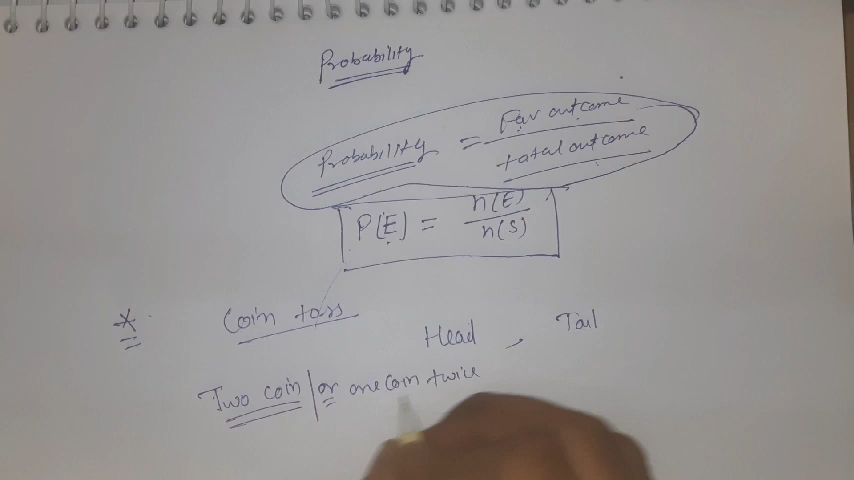 Probability
Probability = Fav outcome / total outcome
P(E) = n(E) / n(S)
* Coin toss
Head , Tail
Two coin | or one coin twice